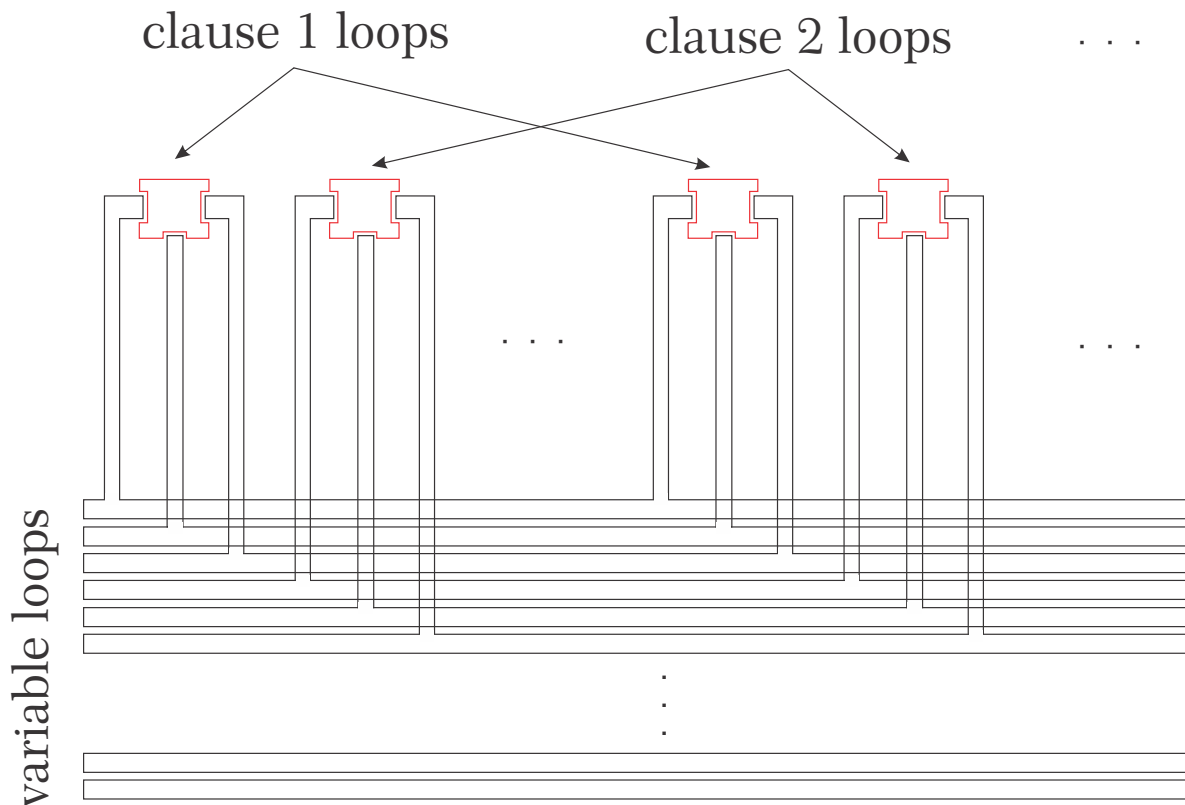 clause 1 loops
clause 2 loops
. . .
. . .
. . .
variable loops
. . .